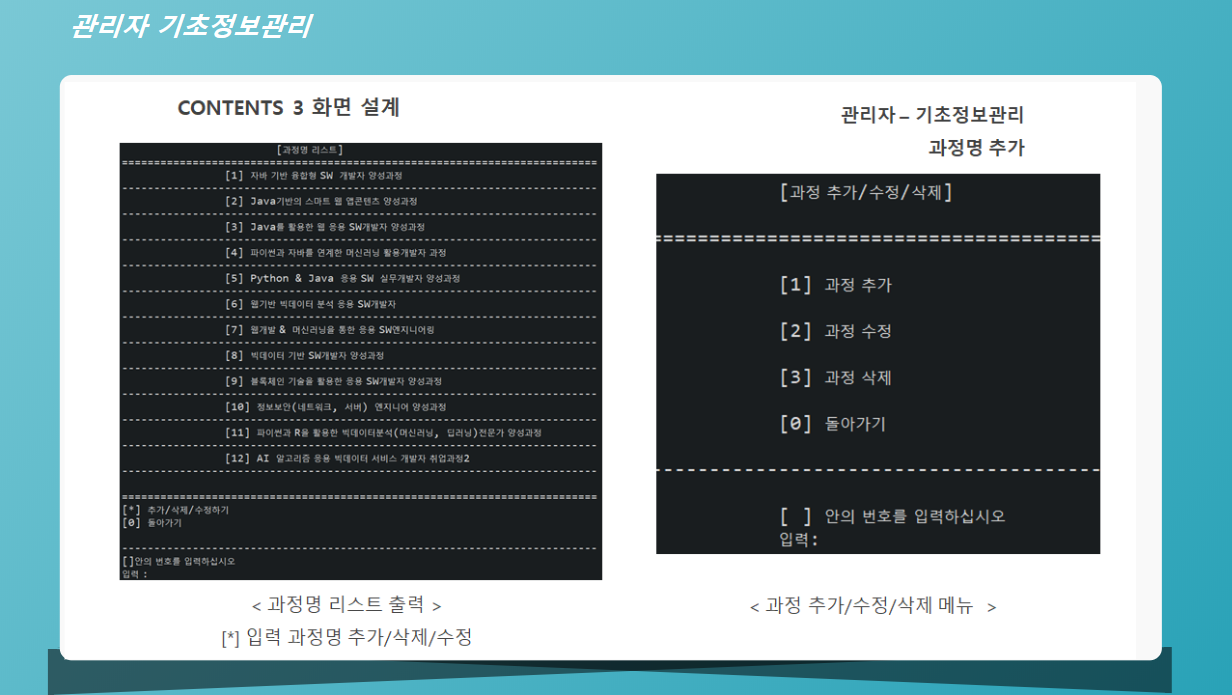 관리자 기초정보관리
CONTENTS 3 화면 설계
[과정명 리스트]
[1] 자바 기반 융합형 SW 개발자 양성과정
[2] Java기반의 스마트 웹 앱콘텐츠 양성과정
[3] Java를 활용한 웹 응용 SW개발자 양성과정
[4] 파이썬과 자바를 연계한 머신러닝 활용개발자 과정
[5] Python & Java 응용 SW 실무개발자 양성과정
[6] 웹기반 빅데이터 분석 응용 SW개발자
[7] 웹개발 & 머신러닝을 통한 응용 SW엔지니어링
[8] 빅데이터 기반 SW개발자 양성과정
[9] 블록체인 기술을 활용한 응용 SW개발자 양성과정
[10] 정보보안(네트워크, 서버) 엔지니어 양성과정
[11] 파이썬과 R을 활용한 빅데이터분석(머신러닝, 딥러닝)전문가 양성과정
[12] AI 알고리즘 응용 빅데이터 서비스 개발자 취업과정2
[*] 추가/삭제/수정하기
[0] 돌아가기
[]안의 번호를 입력하십시오
입력 :
< 과정명 리스트 출력 >
[*] 입력 과정명 추가/삭제/수정
관리자 – 기초정보관리
과정명 추가
[과정 추가/수정/삭제]
[1] 과정 추가
[2] 과정 수정
[3] 과정 삭제
[0] 돌아가기
[ ] 안의 번호를 입력하십시오
입력:
< 과정 추가/수정/삭제 메뉴 >